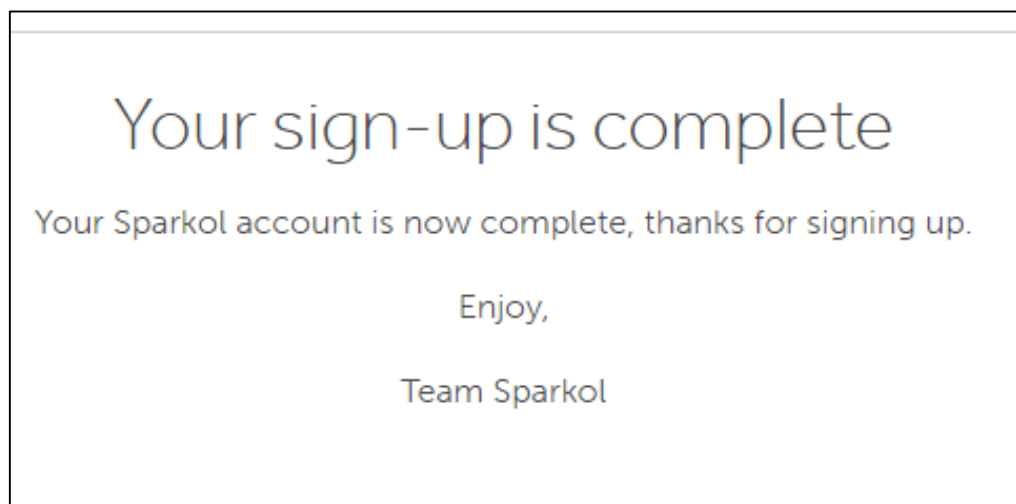 Your sign-up is complete
Your Sparkol account is now complete, thanks for signing up.
Enjoy,
Team Sparkol